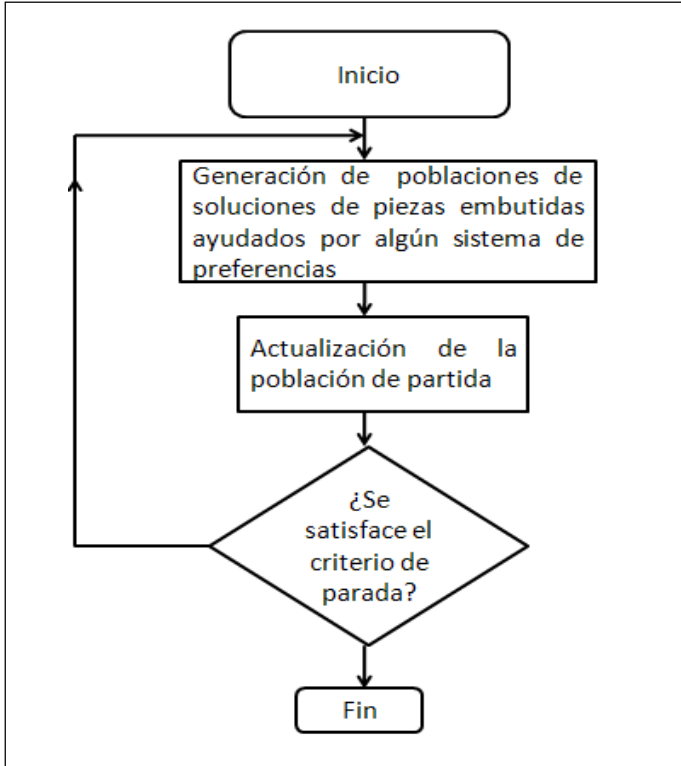 Inicio
Generación de poblaciones de
soluciones de piezas embutidas
ayudados por algún sistema de
preferencias
Actualización de la
población de partida
¿Se
satisface el
criterio de
parada?
Fin